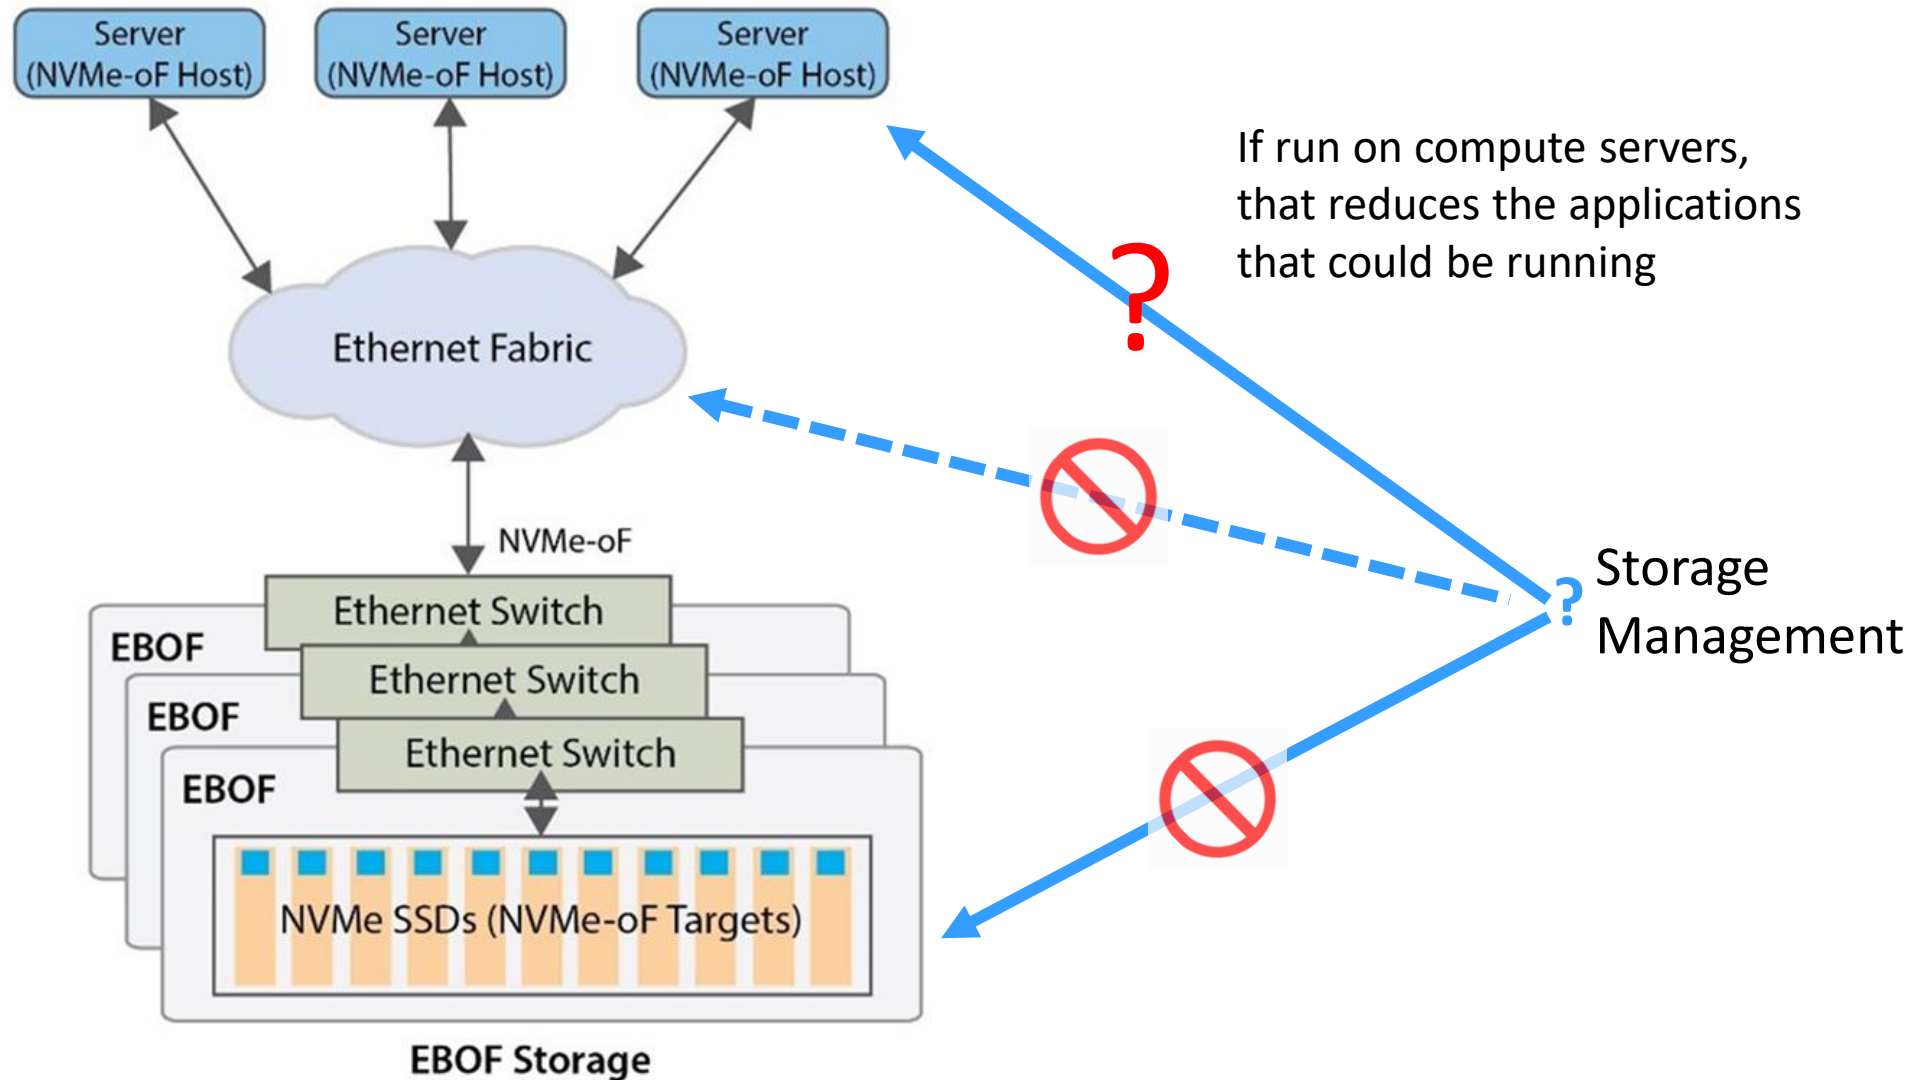 Server
(NVMe-oF Host)
Server
(NVMe-oF Host)
Server
(NVMe-oF Host)
If run on compute servers,
that reduces the applications
that could be running
?
Ethernet Fabric
NVMe-oF
? Storage
Management
Ethernet Switch
EBOF
Ethernet Switch
EBOF
Ethernet Switch
EBOF
NVMe SSDs (NVMe-oF Targets)
EBOF Storage